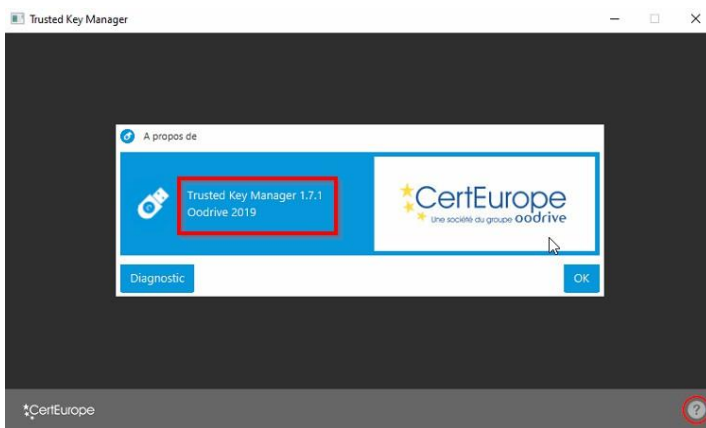 Trusted Key Manager
A propos de
Trusted Key Manager 1.7.1
Oodrive 2019
CertEurope
Une société du groupe oodrive
Diagnostic
OK
CertEurope
?